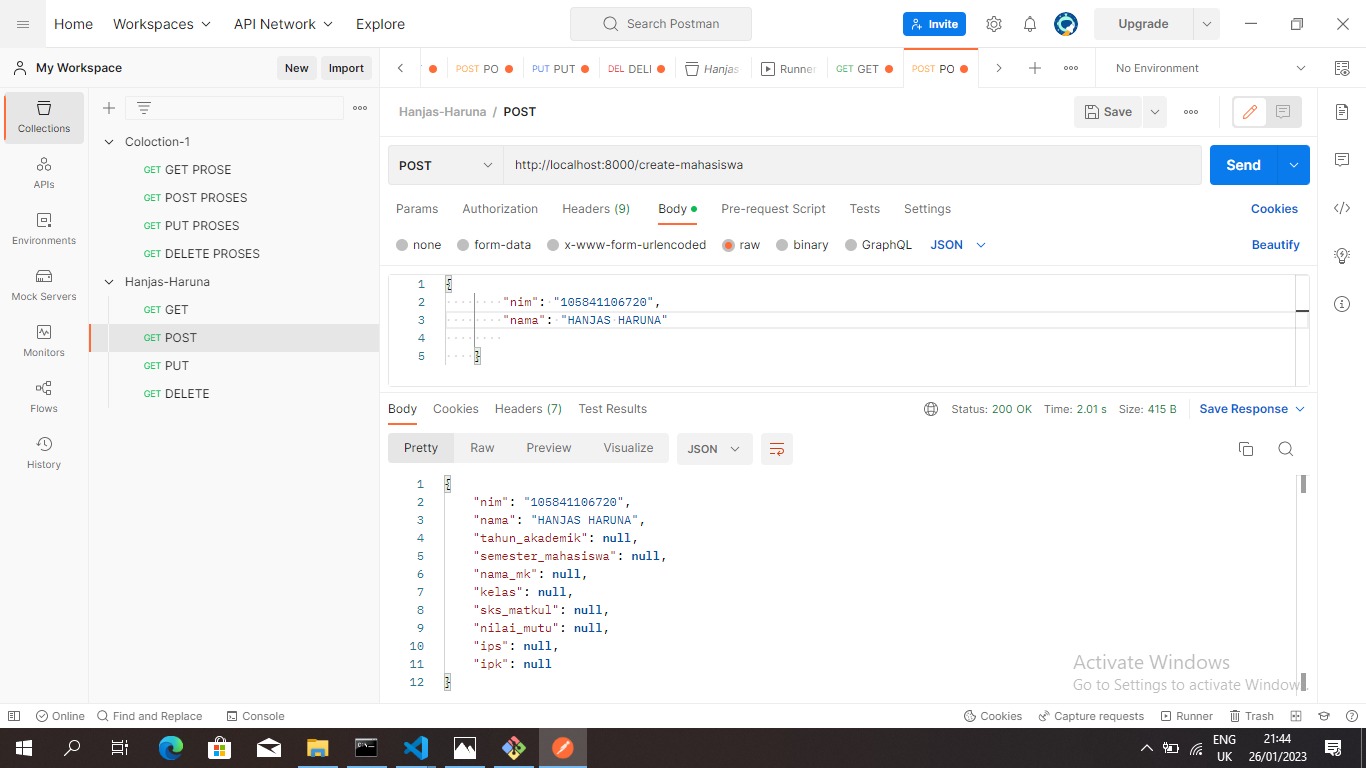 Home Workspaces API Network Explore Search Postman Invite Upgrade
My Workspace New Import POST PO PUT PUT DEL DELI Hanjas- Runner GET GET POST PO No Environment
Hanjas-Haruna / POST Save
Collections
APIs
Environments
Mock Servers
Monitors
Flows
History
Coloction-1
GET GET PROSE
GET POST PROSES
GET PUT PROSES
GET DELETE PROSES
Hanjas-Haruna
GET GET
GET POST
GET PUT
GET DELETE
POST http://localhost:8000/create-mahasiswa Send
Params Authorization Headers (9) Body Pre-request Script Tests Settings Cookies
none form-data x-www-form-urlencoded raw binary GraphQL JSON Beautify
1 {
2 "nim": "105841106720",
3 "nama": "HANJAS HARUNA"
4
5 }
Body Cookies Headers (7) Test Results Status: 200 OK Time: 2.01 s Size: 415 B Save Response
Pretty Raw Preview Visualize JSON
1 {
2 "nim": "105841106720",
3 "nama": "HANJAS HARUNA",
4 "tahun_akademik": null,
5 "semester_mahasiswa": null,
6 "nama_mk": null,
7 "kelas": null,
8 "sks_matkul": null,
9 "nilai_mutu": null,
10 "ips": null,
11 "ipk": null
12 }
Activate Windows
Go to Settings to activate Windows.
Online Find and Replace Console Cookies Capture requests Runner Trash
ENG 21:44
UK 26/01/2023